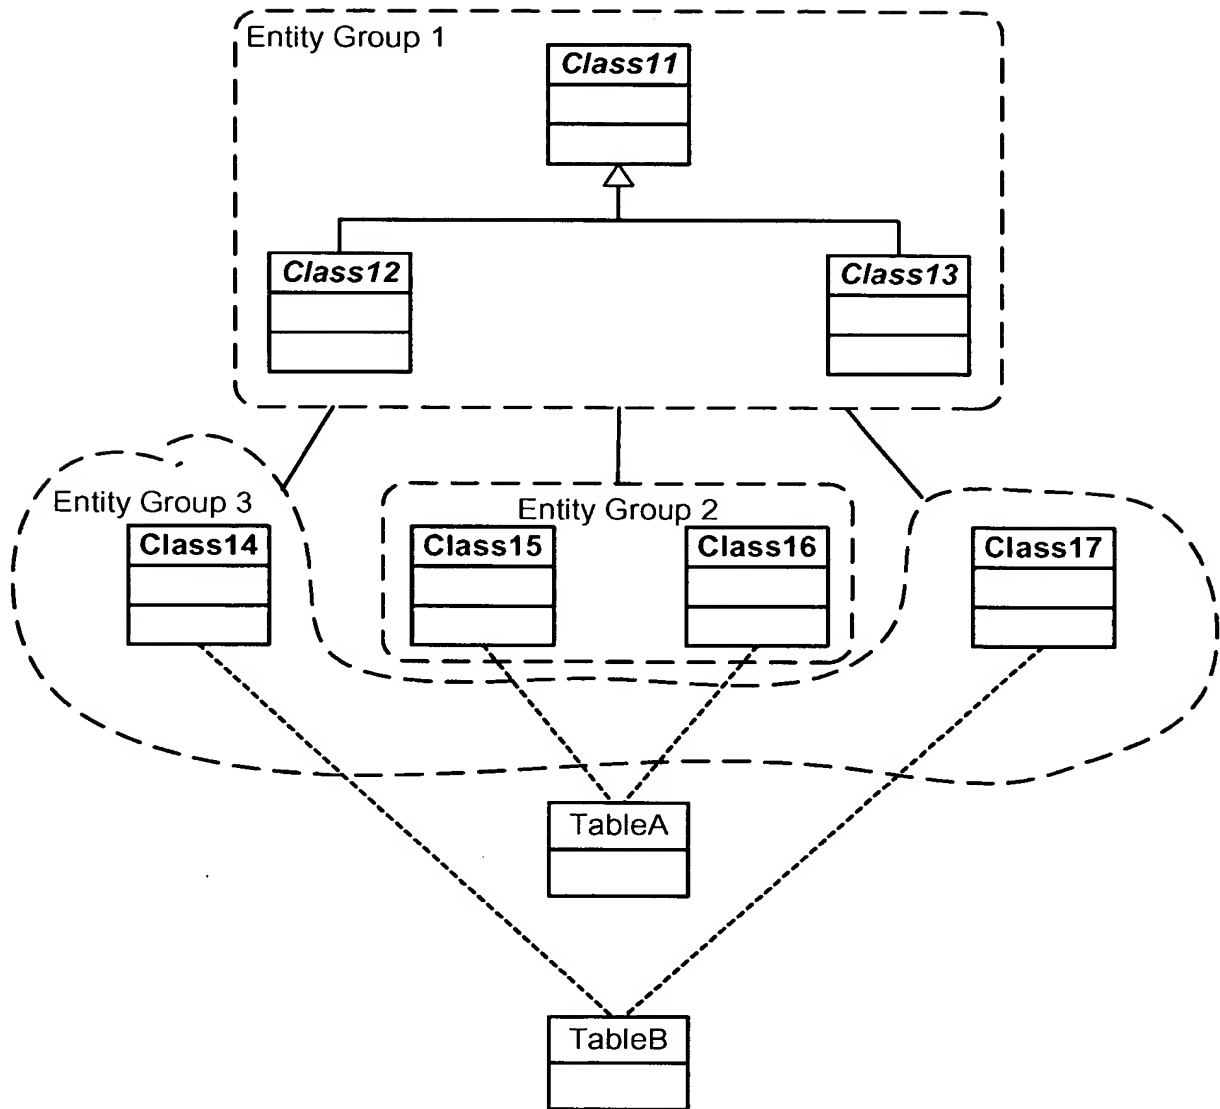 Entity Group 1
Class11
Class12
Class13
Entity Group 3
Entity Group 2
Class14
Class15
Class16
Class17
TableA
TableB